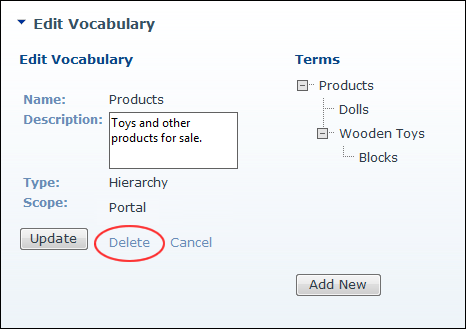 Edit Vocabulary
Edit Vocabulary
Name: Products
Description: Toys and other
products for sale.
Type: Hierarchy
Scope: Portal
Update Delete Cancel
Terms
Products
Dolls
Wooden Toys
Blocks
Add New